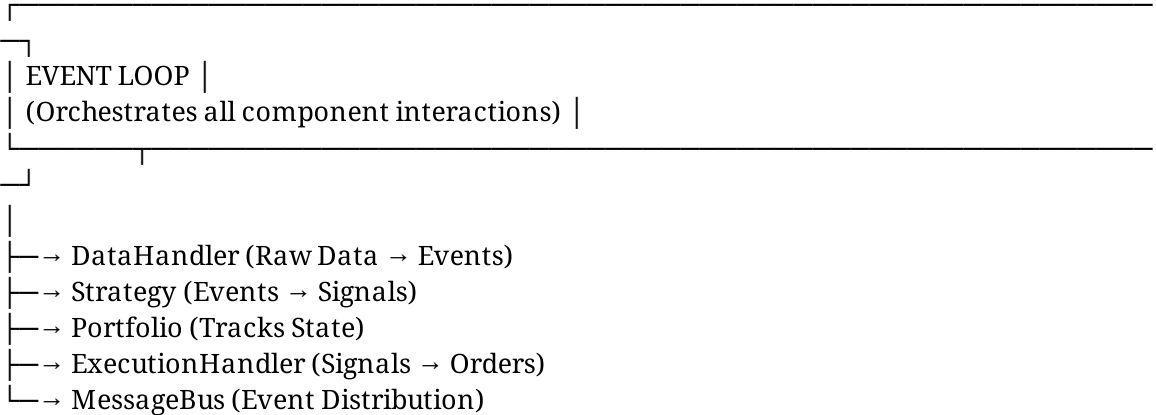 ┌─────────────────────────────────────────────────────────────
─┐
│ EVENT LOOP │
│ (Orchestrates all component interactions) │
└───────┬─────────────────────────────────────────────────────
─┘
│
├─→ DataHandler (Raw Data → Events)
├─→ Strategy (Events → Signals)
├─→ Portfolio (Tracks State)
├─→ ExecutionHandler (Signals → Orders)
└─→ MessageBus (Event Distribution)